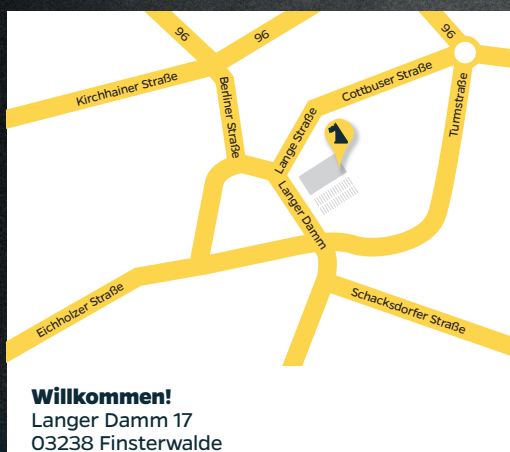 96
96
96
Kirchhainer Straße
Berliner Straße
Cottbuser Straße
Lange Straße
Turmstraße
Langer Damm
Eichholzer Straße
Schacksdorfer Straße
Willkommen!
Langer Damm 17
03238 Finsterwalde